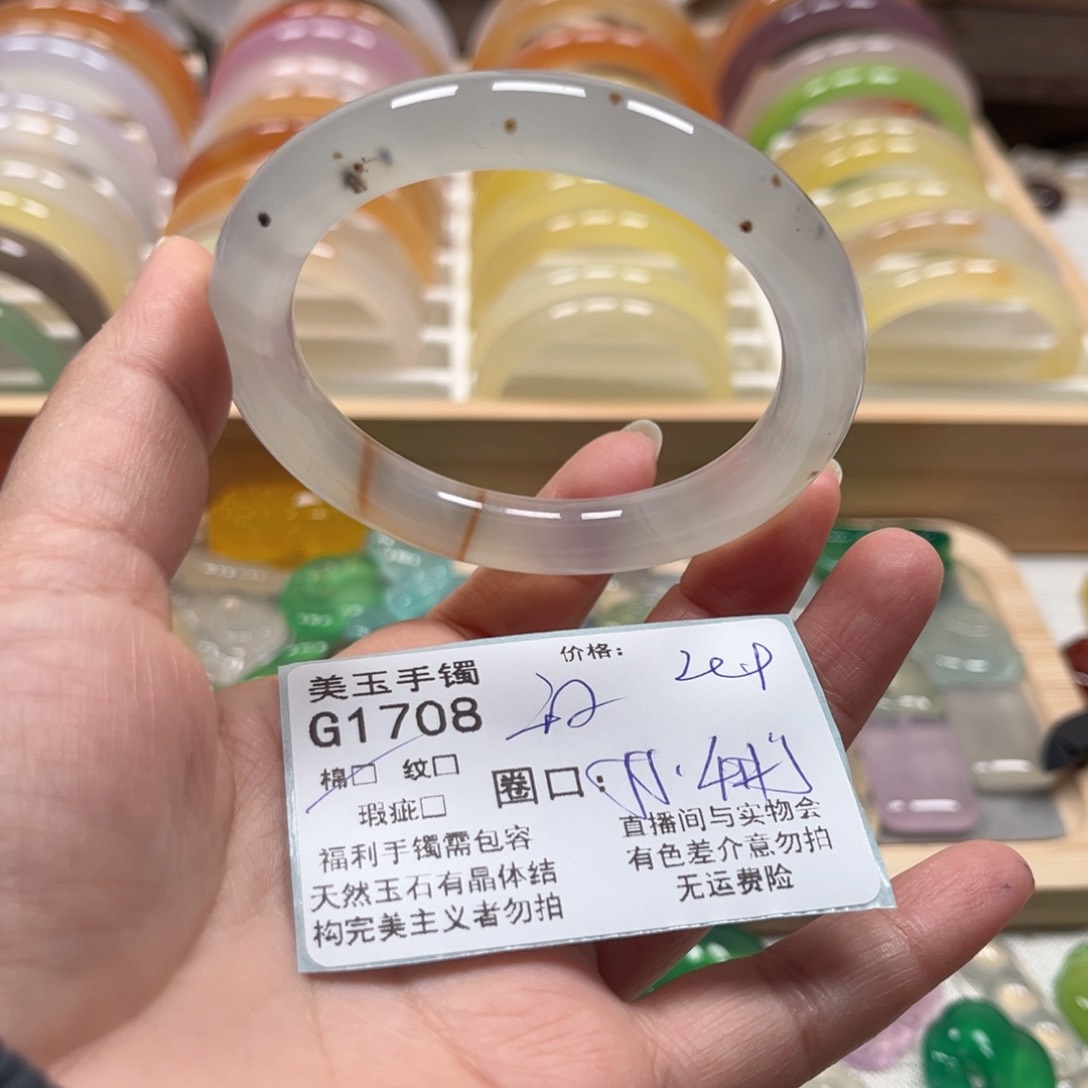 美玉手镯
价格：
G1708
棉□ 纹□
圈口：
瑕疵□
福利手镯需包容
天然玉石有晶体结
构完美主义者勿拍
直播间与实物会
有色差介意勿拍
无运费险